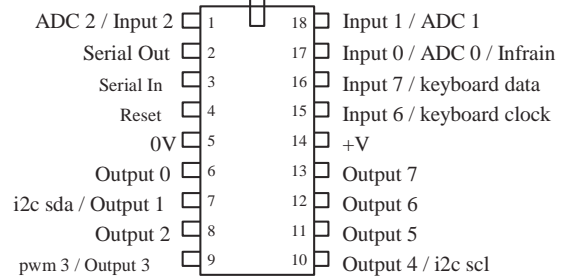 ADC 2 / Input 2 1 18 Input 1 / ADC 1
Serial Out 2 17 Input 0 / ADC 0 / Infrain
Serial In 3 16 Input 7 / keyboard data
Reset 4 15 Input 6 / keyboard clock
0V 5 14 +V
Output 0 6 13 Output 7
i2c sda / Output 1 7 12 Output 6
Output 2 8 11 Output 5
pwm 3 / Output 3 9 10 Output 4 / i2c scl